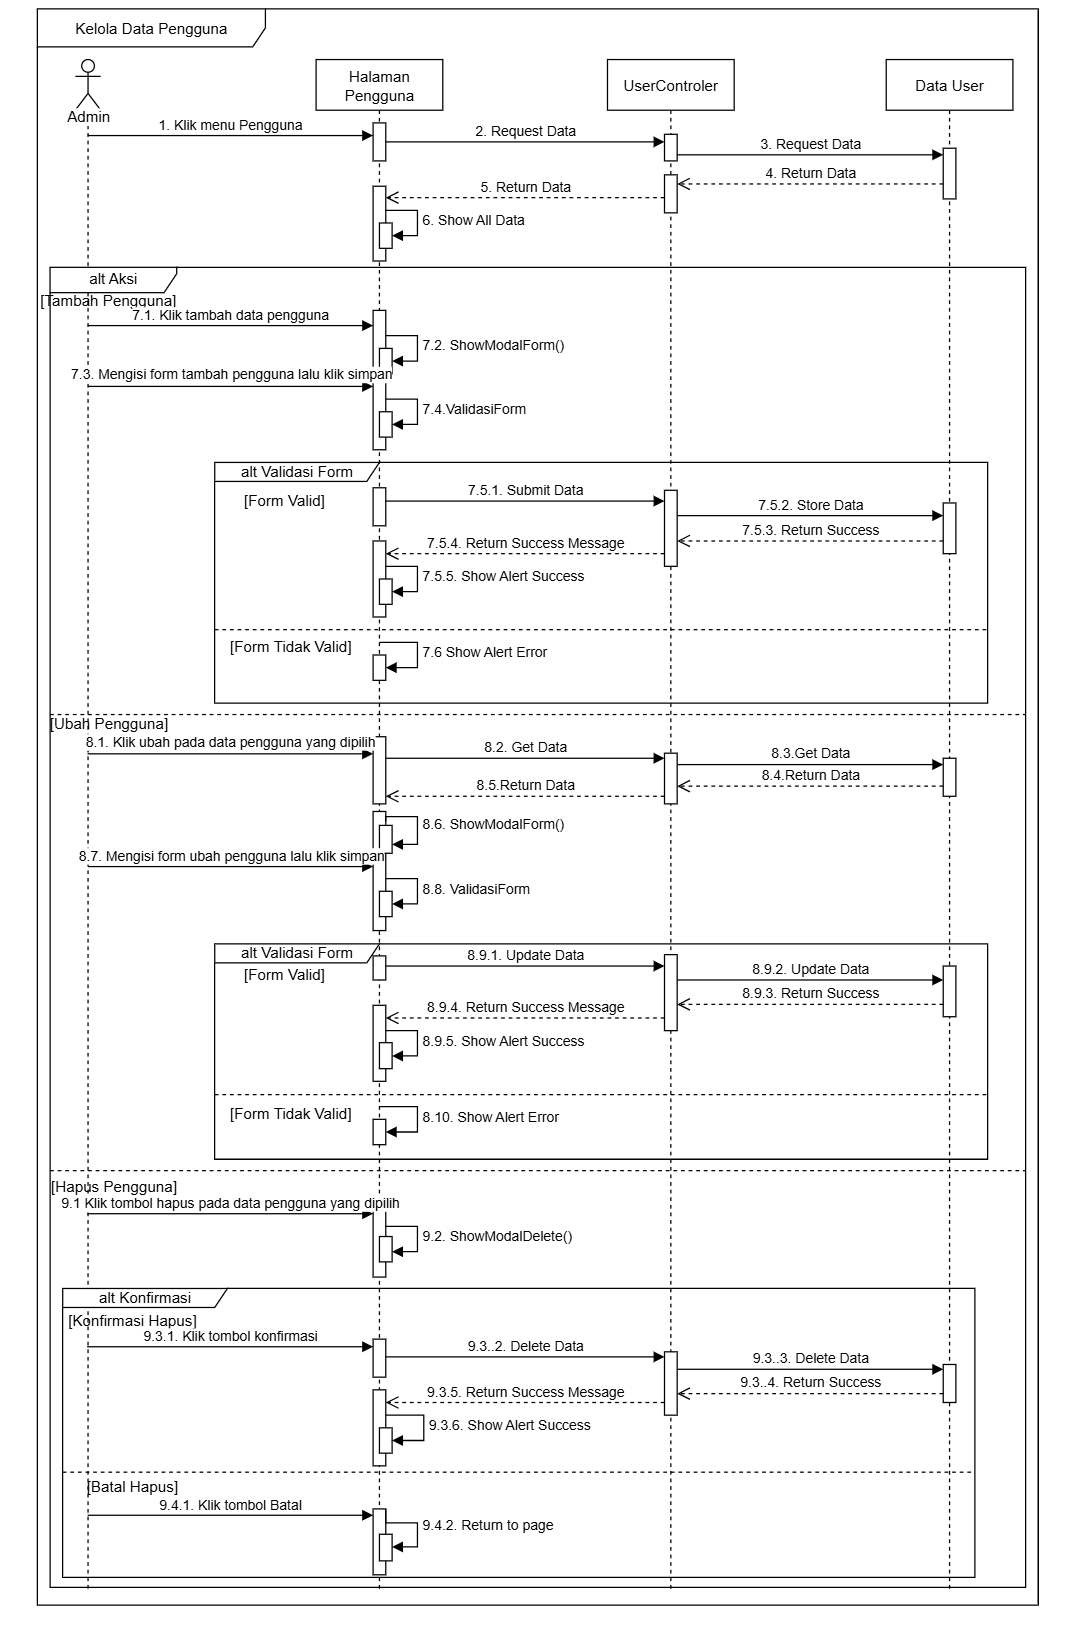 Kelola Data Pengguna
Admin
Halaman
Pengguna
UserControler
Data User
1. Klik menu Pengguna
2. Request Data
3. Request Data
4. Return Data
5. Return Data
6. Show All Data
alt Aksi
[Tambah Pengguna]
7.1. Klik tambah data pengguna
7.2. ShowModalForm()
7.3. Mengisi form tambah pengguna lalu klik simpan
7.4.ValidasiForm
alt Validasi Form
[Form Valid]
7.5.1. Submit Data
7.5.2. Store Data
7.5.3. Return Success
7.5.4. Return Success Message
7.5.5. Show Alert Success
[Form Tidak Valid]
7.6 Show Alert Error
[Ubah Pengguna]
8.1. Klik ubah pada data pengguna yang dipilih
8.2. Get Data
8.3.Get Data
8.4.Return Data
8.5.Return Data
8.6. ShowModalForm()
8.7. Mengisi form ubah pengguna lalu klik simpan
8.8. ValidasiForm
alt Validasi Form
[Form Valid]
8.9.1. Update Data
8.9.2. Update Data
8.9.3. Return Success
8.9.4. Return Success Message
8.9.5. Show Alert Success
[Form Tidak Valid]
8.10. Show Alert Error
[Hapus Pengguna]
9.1 Klik tombol hapus pada data pengguna yang dipilih
9.2. ShowModalDelete()
alt Konfirmasi
[Konfirmasi Hapus]
9.3.1. Klik tombol konfirmasi
9.3..2. Delete Data
9.3..3. Delete Data
9.3..4. Return Success
9.3.5. Return Success Message
9.3.6. Show Alert Success
[Batal Hapus]
9.4.1. Klik tombol Batal
9.4.2. Return to page